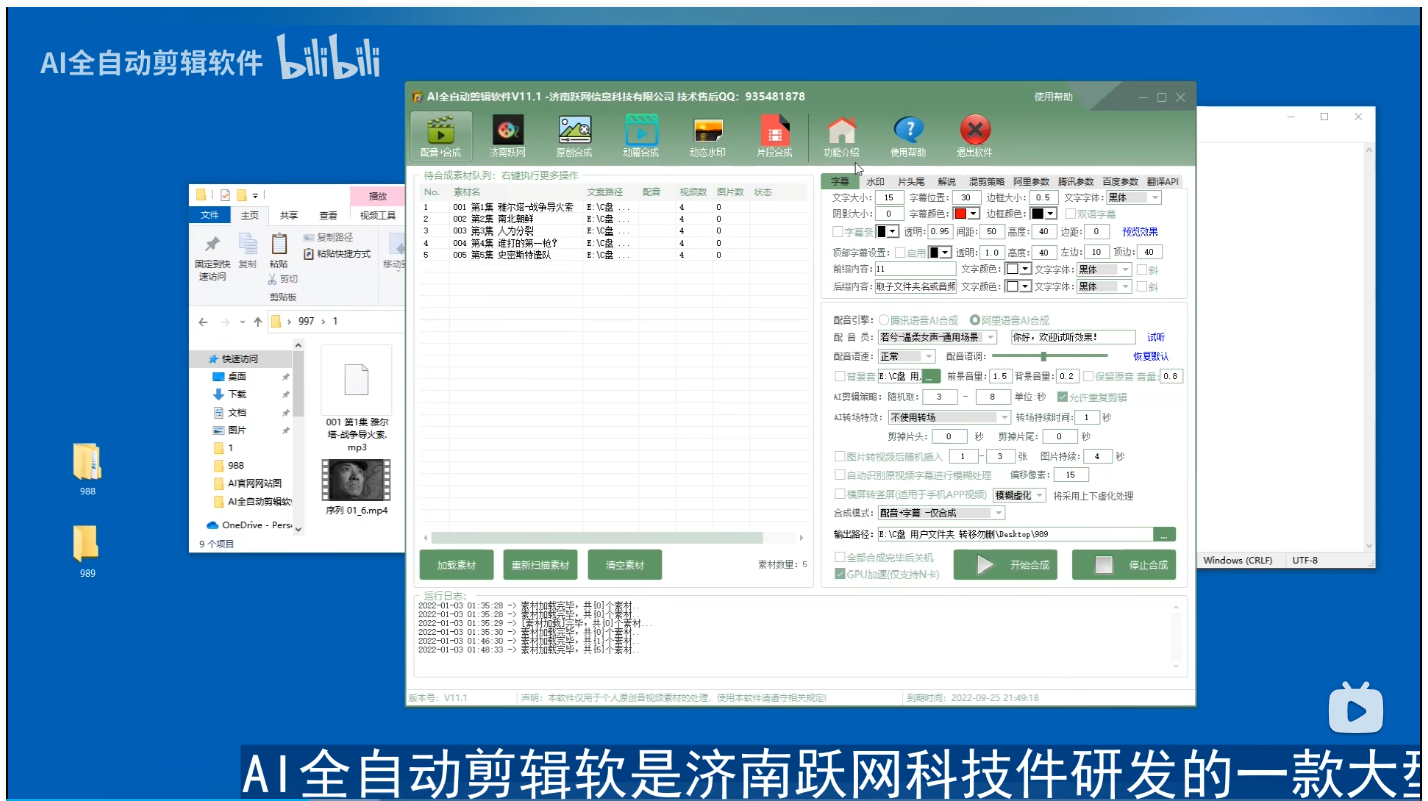 AI全自动剪辑软件 bilibili
AI全自动剪辑软件V11.1 -济南跃网信息科技有限公司 技术售后QQ：935481878
使用帮助
配音+合成 济南跃网 原创合成 动幕合成 动态水印 片段合成 功能介绍 使用帮助 退出软件
待合成素材队列：右键执行更多操作
No. 素材名 文案路径 配音 视频数 图片数 状态
1 001 第1集 雅尔塔-战争导火索 E:\C盘 ... 4 0
2 002 第2集 南北朝鲜 E:\C盘 ... 4 0
3 003 第3集 人为分裂 E:\C盘 ... 4 0
4 004 第4集 谁打的第一枪? E:\C盘 ... 4 0
5 005 第5集 史密斯特遣队 E:\C盘 ... 4 0
加载素材 重新扫描素材 清空素材 素材数里：5
字幕 水印 片头尾 解说 混剪策略 阿里参数 腾讯参数 百度参数 翻译API
文字大小： 15 字幕位置： 30 边框大小： 0.5 文字字体：黑体
阴影大小： 0 字幕颜色： 边框颜色： 双语字幕
字幕条 透明：0.95 间距： 50 高度： 40 边距： 0 预览效果
顶部字幕设置： 启用 透明： 1.0 高度： 40 左边： 10 顶边： 40
前缀内容：11 文字颜色： 文字字体：黑体 斜
后缀内容：取子文件夹名或音频 文字颜色： 文字字体：黑体 斜
配音引擎： 腾讯语音AI合成 阿里语音AI合成
配 音 员： 若兮-温柔女声-通用场景 你好，欢迎试听效果! 试听
配音语速：正常 配音语调： 恢复默认
背景音 E:\C盘 用. ... 前景音里：1.5 背景音里：0.2 保留原音 音里：0.8
AI剪辑策略：随机取： 3 - 8 单位：秒 允许重复剪辑
AI转场特效：不使用转场 转场持续时间： 1 秒
剪掉片头： 0 秒 剪掉片尾： 0 秒
图片转视频后随机插入 1 - 3 张 图片持续： 4 秒
自动识别原视频字幕进行模糊处理 偏移像素： 15
横屏转竖屏(适用于手机APP视频) 模糊虚化 将采用上下虚化处理
合成模式：配音+字幕 -仅合成
输出路径：E:\C盘 用户文件夹 转移勿删\Desktop\989 ...
全部合成完毕后关机
GPU加速(仅支持N卡)
开始合成 停止合成
运行日志：
2022-01-03 01:35:28 -> 素材加载完毕，共[0]个素材..
2022-01-03 01:35:28 -> 素材加载完毕，共{0}个素材..
2022-01-03 01:35:29 -> [素材加载]完毕，共{0}个素材...
2022-01-03 01:35:30 -> 素材加载完毕，共{0}个素材..
2022-01-03 01:46:30 -> 素材加载完毕，共{1}个素材..
2022-01-03 01:48:33 -> 素材加载完毕，共{5}个素材..
版本号：V11.1 声明：本软件仅用于个人原创音视频素材的处理，使用本软件请遵守相关规定! 到期时间：2022-09-25 21:49:18
播放
文件 主页 共享 查看 视频工具
固定到快速访问
复制
粘贴
复制路径
粘贴快捷方式
剪切
剪贴板
997 › 1
快速访问
桌面
下载
文档
图片
1
988
AI官网网站图
AI全自动剪辑软
OneDrive - Pers
9 个项目
001 第1集 雅尔
塔-战争导火索.
mp3
序列 01_6.mp4
988
989
Windows (CRLF) UTF-8
AI全自动剪辑软是济南跃网科技件研发的一款大型